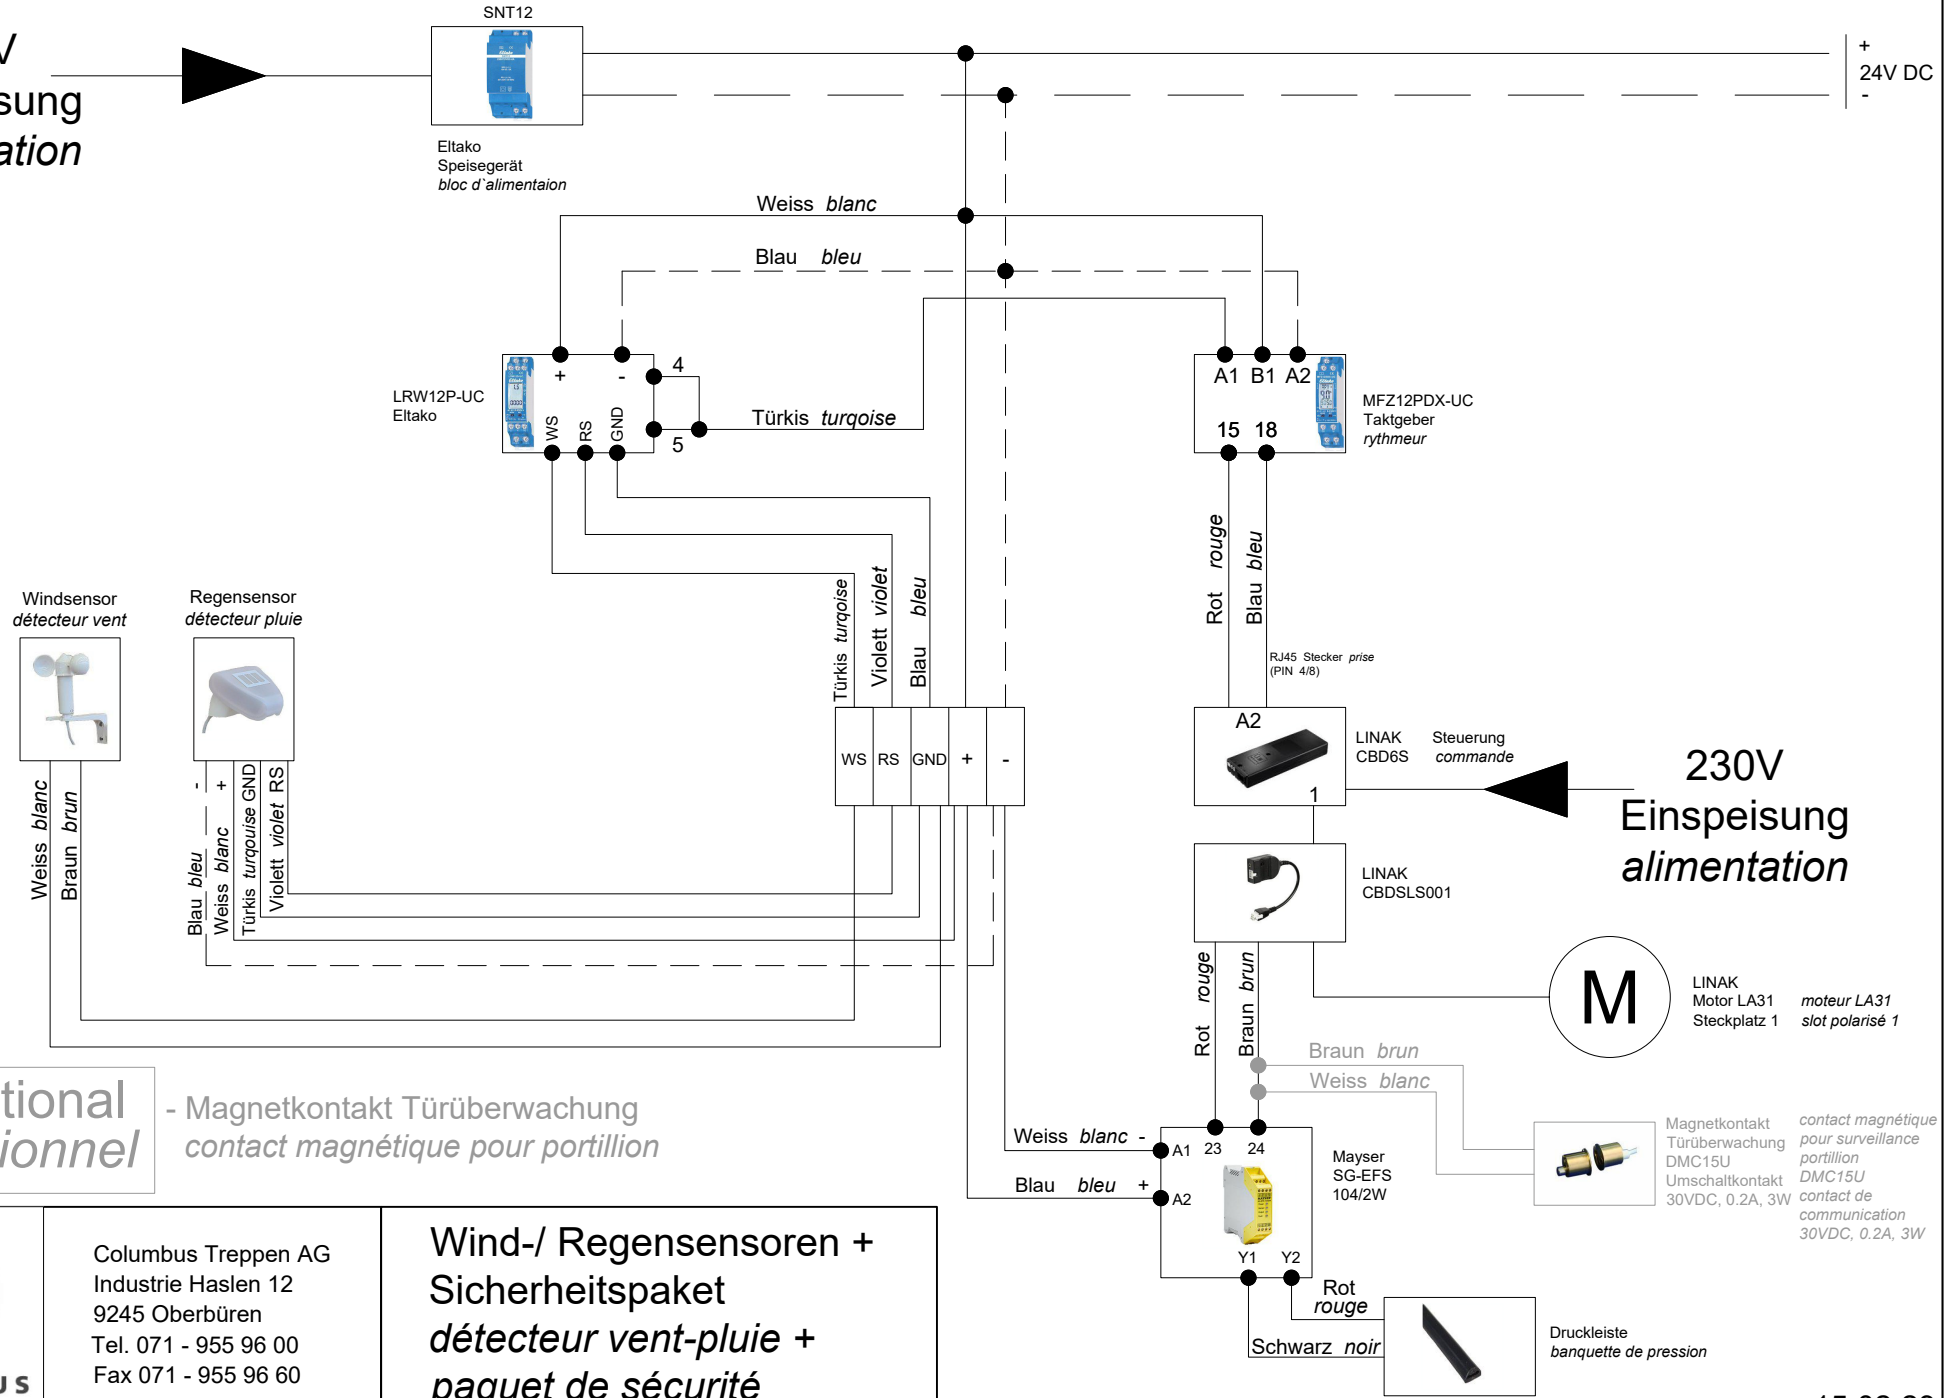 SNT12
V
sung
ation
+
24V DC
-
Eltako
Speisegerät
bloc d`alimentaion
Weiss blanc
Blau bleu
LRW12P-UC
Eltako
+ -
4
5
WS
RS
GND
Türkis turqoise
A1 B1 A2
15 18
MFZ12PDX-UC
Taktgeber
rythmeur
Rot rouge
Blau bleu
RJ45 Stecker prise
(PIN 4/8)
Windsensor
détecteur vent
Regensensor
détecteur pluie
Türkis turqoise
Violett violet
Blau bleu
WS RS GND + -
A2
1
LINAK
CBD6S
Steuerung
commande
230V
Einspeisung
alimentation
Weiss blanc
Braun brun
Blau bleu -
Weiss blanc +
Türkis turqouise GND
Violett violet RS
LINAK
CBDSLS001
Rot rouge
Braun brun
M
LINAK
Motor LA31 moteur LA31
Steckplatz 1 slot polarisé 1
Braun brun
Weiss blanc
tional
ionnel
- Magnetkontakt Türüberwachung
contact magnétique pour portillion
Weiss blanc -
Blau bleu +
A1
A2
23 24
Y1 Y2
Mayser
SG-EFS
104/2W
Magnetkontakt
Türüberwachung
DMC15U
Umschaltkontakt
30VDC, 0.2A, 3W
contact magnétique
pour surveillance
portillion
DMC15U
contact de
communication
30VDC, 0.2A, 3W
Rot
rouge
Schwarz noir
Druckleiste
banquette de pression
Columbus Treppen AG
Industrie Haslen 12
9245 Oberbüren
Tel. 071 - 955 96 00
Fax 071 - 955 96 60
U S
Wind-/ Regensensoren +
Sicherheitspaket
détecteur vent-pluie +
paquet de sécurité